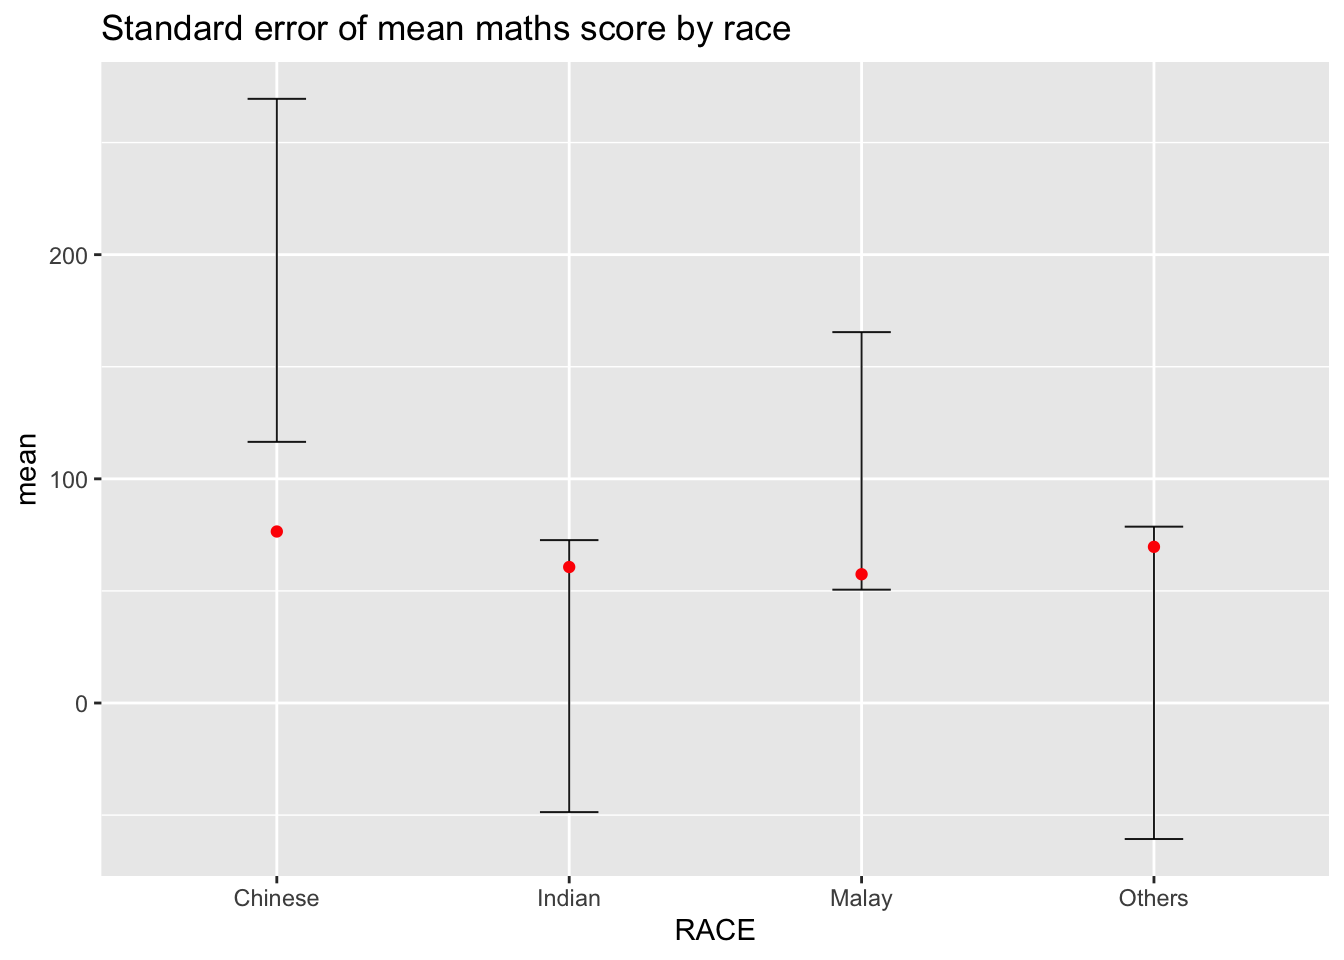 Standard error of mean maths score by race
mean
200
100
0
Chinese Indian Malay Others
RACE